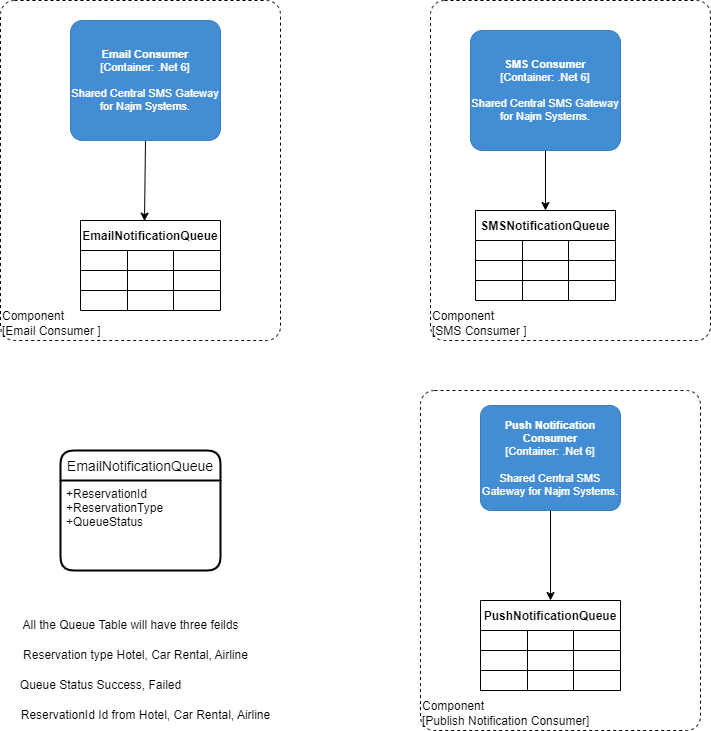 Email Consumer
[Container: .Net 6]
Shared Central SMS Gateway
for Najm Systems.
EmailNotificationQueue
Component
[Email Consumer ]
SMS Consumer
[Container: .Net 6]
Shared Central SMS Gateway
for Najm Systems.
SMSNotificationQueue
Component
[SMS Consumer ]
EmailNotificationQueue
+ReservationId
+ReservationType
+QueueStatus
All the Queue Table will have three feilds
Reservation type Hotel, Car Rental, Airline
Queue Status Success, Failed
ReservationId Id from Hotel, Car Rental, Airline
Push Notification
Consumer
[Container: .Net 6]
Shared Central SMS
Gateway for Najm Systems.
PushNotificationQueue
Component
[Publish Notification Consumer]